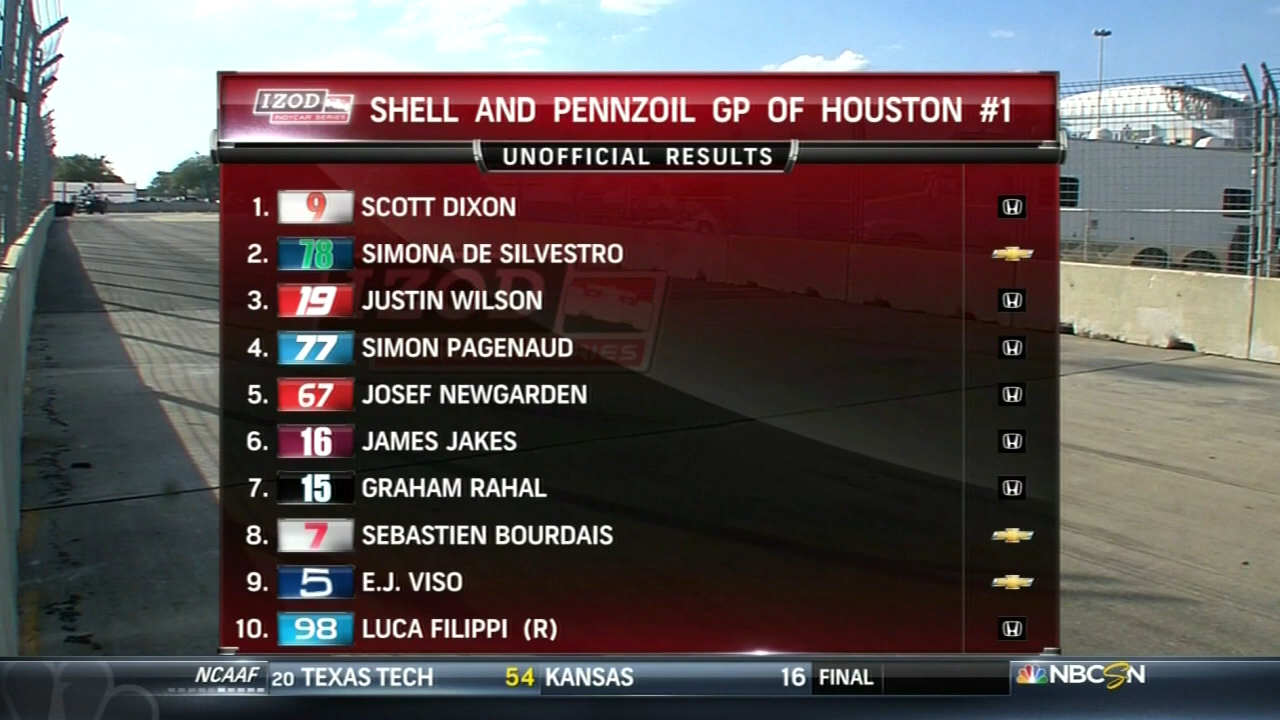 IZOD INDYCAR SERIES SHELL AND PENNZOIL GP OF HOUSTON #1
UNOFFICIAL RESULTS
1. 9 SCOTT DIXON
2. 78 SIMONA DE SILVESTRO
3. 19 JUSTIN WILSON
4. 77 SIMON PAGENAUD
5. 67 JOSEF NEWGARDEN
6. 16 JAMES JAKES
7. 15 GRAHAM RAHAL
8. 7 SEBASTIEN BOURDAIS
9. 5 E.J. VISO
10. 98 LUCA FILIPPI (R)
NCAAF 20 TEXAS TECH 54 KANSAS 16 FINAL NBCSN